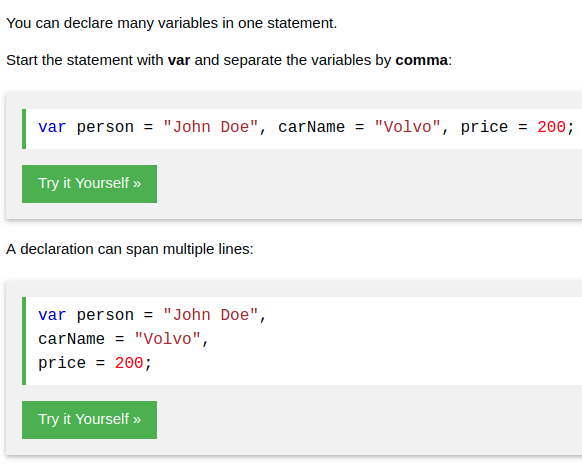 You can declare many variables in one statement.
Start the statement with var and separate the variables by comma:
var person = "John Doe", carName = "Volvo", price = 200;
Try it Yourself »
A declaration can span multiple lines:
var person = "John Doe",
carName = "Volvo",
price = 200;
Try it Yourself »